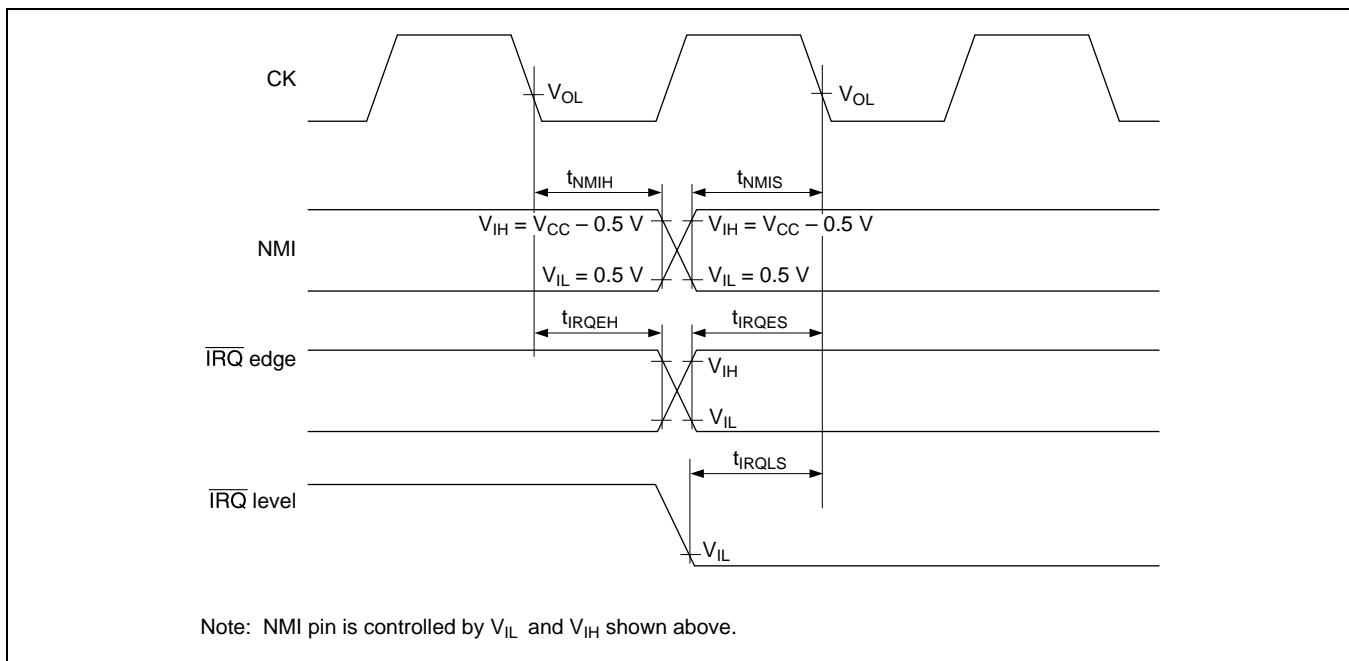 CK
V_OL V_OL
t_NMIH t_NMIS
V_IH = V_CC – 0.5 V V_IH = V_CC – 0.5 V
NMI
V_IL = 0.5 V V_IL = 0.5 V
t_IRQEH t_IRQES
I̅R̅Q̅ edge
V_IH
V_IL
t_IRQLS
I̅R̅Q̅ level
V_IL
Note: NMI pin is controlled by V_IL and V_IH shown above.